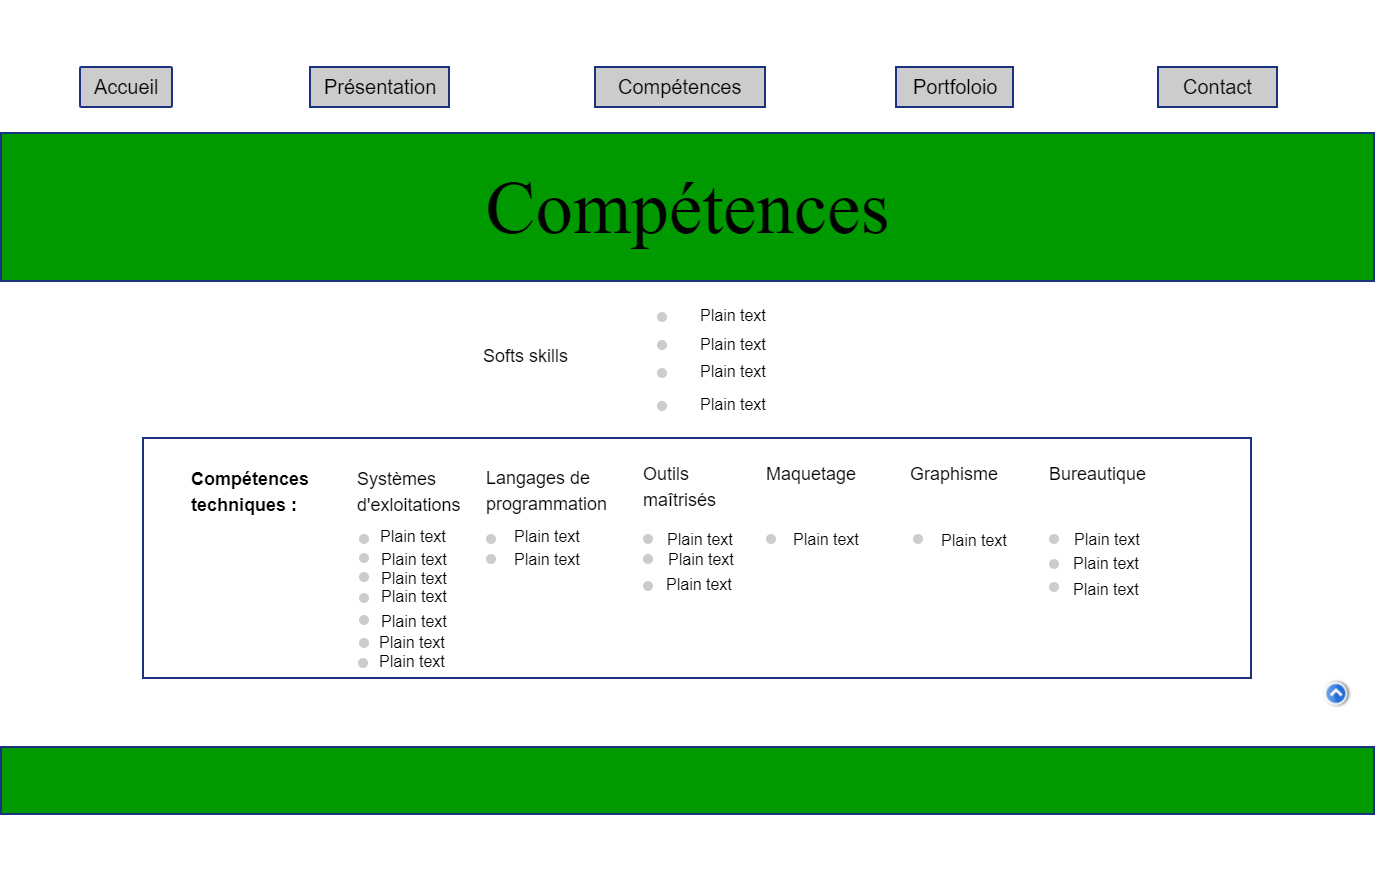 Accueil
Présentation
Compétences
Portfoloio
Contact
Compétences
Softs skills
Plain text
Plain text
Plain text
Plain text
Compétences
techniques :
Systèmes
d'exloitations
Plain text
Plain text
Plain text
Plain text
Plain text
Plain text
Plain text
Langages de
programmation
Plain text
Plain text
Outils
maîtrisés
Plain text
Plain text
Plain text
Maquetage
Plain text
Graphisme
Plain text
Bureautique
Plain text
Plain text
Plain text